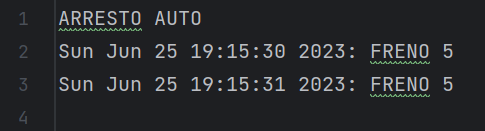 1 ARRESTO AUTO
2 Sun Jun 25 19:15:30 2023: FRENO 5
3 Sun Jun 25 19:15:31 2023: FRENO 5
4